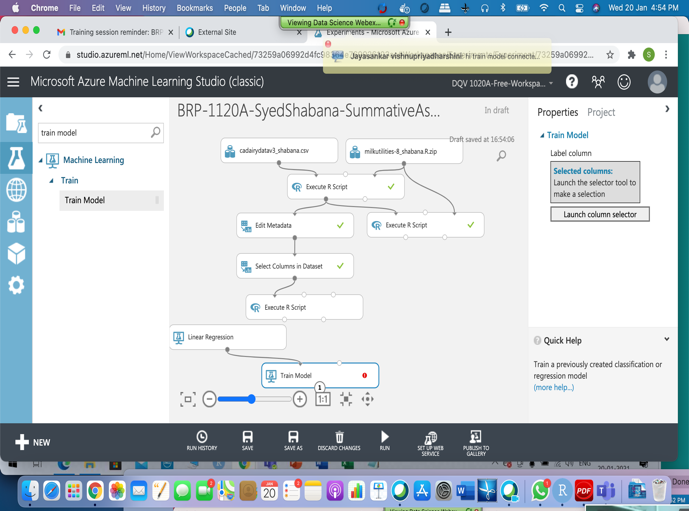 Chrome File Edit View History Bookmarks People Tab Window Help
Wed 20 Jan 4:54 PM
Viewing Data Science Webex...
Training session reminder: BRP
External Site
Experiments - Microsoft Azure
studio.azureml.net/Home/ViewWorkspaceCached/73259a06992d4fc9
73259a06992...
Jayasankar vishnupriyadharshini: hi train model connecte...
Microsoft Azure Machine Learning Studio (classic)
DQV 1020A-Free-Workspa...
train model
Machine Learning
Train
Train Model
BRP-1120A-SyedShabana-SummativeAs...
In draft
Draft saved at 16:54:06
cadairydatav3_shabana.csv
milkutilities-8_shabana.R.zip
Execute R Script
Edit Metadata
Execute R Script
Select Columns in Dataset
Execute R Script
Linear Regression
Train Model
1
1:1
Properties Project
Train Model
Label column
Selected columns:
Launch the selector tool to
make a selection
Launch column selector
Quick Help
Train a previously created classification or
regression model
(more help...)
NEW
RUN HISTORY
SAVE
SAVE AS
DISCARD CHANGES
RUN
SET UP WEB
SERVICE
PUBLISH TO
GALLERY
ENG
20-01-2021
Done